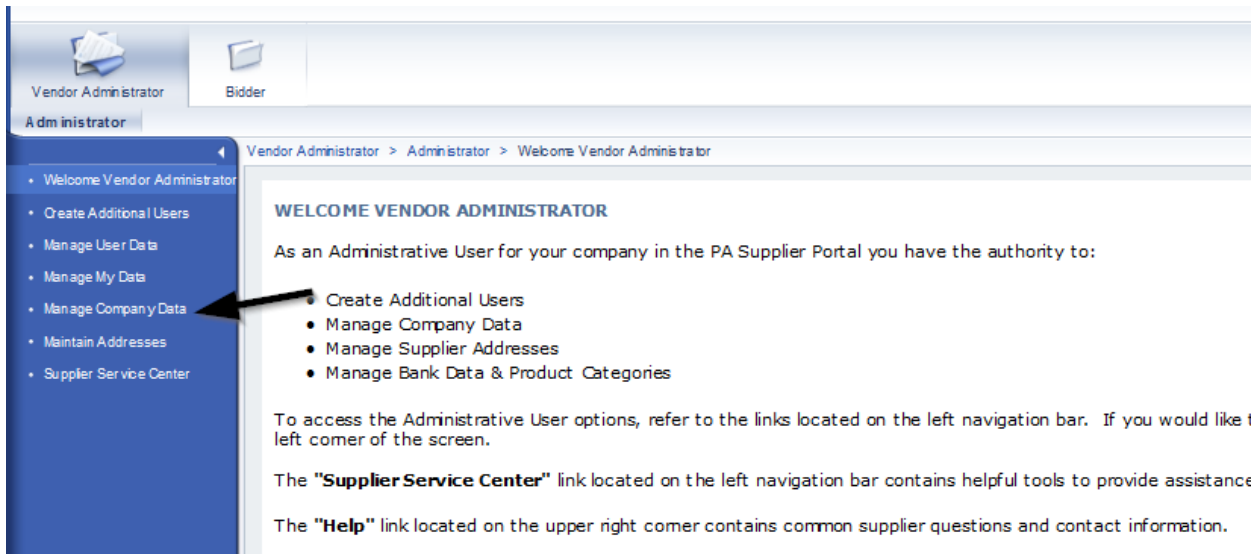 Vendor Administrator
Bidder
Administrator
Vendor Administrator > Administrator > Welcome Vendor Administrator
• Welcome Vendor Administrator
• Create Additional Users
• Manage User Data
• Manage My Data
• Manage Company Data
• Maintain Addresses
• Supplier Service Center
WELCOME VENDOR ADMINISTRATOR
As an Administrative User for your company in the PA Supplier Portal you have the authority to:
• Create Additional Users
• Manage Company Data
• Manage Supplier Addresses
• Manage Bank Data & Product Categories
To access the Administrative User options, refer to the links located on the left navigation bar. If you would like
left corner of the screen.
The "Supplier Service Center" link located on the left navigation bar contains helpful tools to provide assistance
The "Help" link located on the upper right corner contains common supplier questions and contact information.